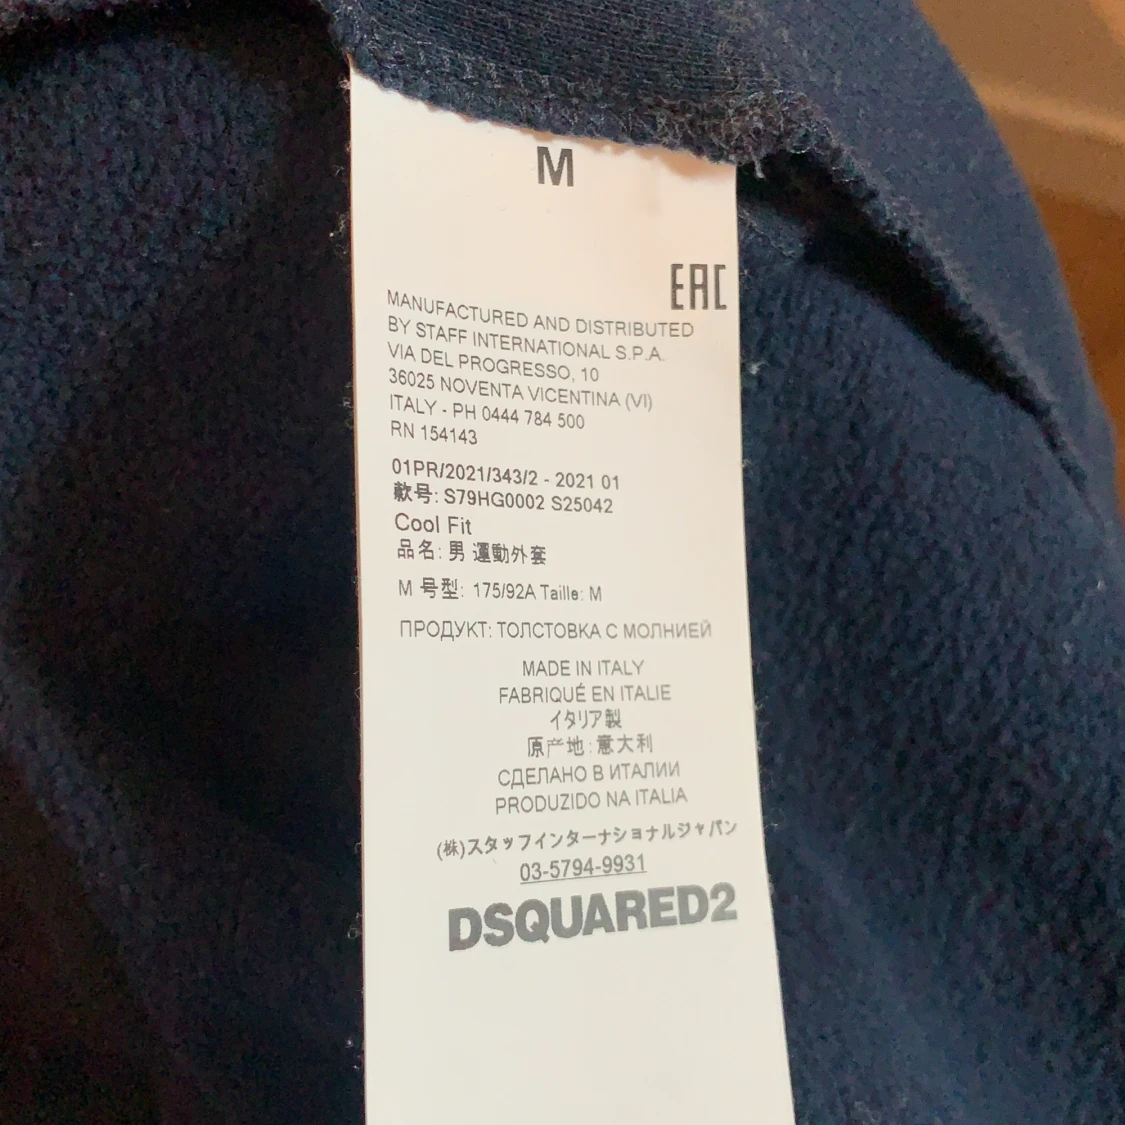 M
EAC
MANUFACTURED AND DISTRIBUTED
BY STAFF INTERNATIONAL S.P.A.
VIA DEL PROGRESSO, 10
36025 NOVENTA VICENTINA (VI)
ITALY - PH 0444 784 500
RN 154143
01PR/2021/343/2 - 2021 01
款号: S79HG0002 S25042
Cool Fit
品名: 男 運動外套
M 号型: 175/92A Taille: M
ПРОДУКТ: ТОЛСТОВКА С МОЛНИЕЙ
MADE IN ITALY
FABRIQUÉ EN ITALIE
イタリア製
原产地: 意大利
СДЕЛАНО В ИТАЛИИ
PRODUZIDO NA ITALIA
(株)スタッフインターナショナルジャパン
03-5794-9931
DSQUARED2